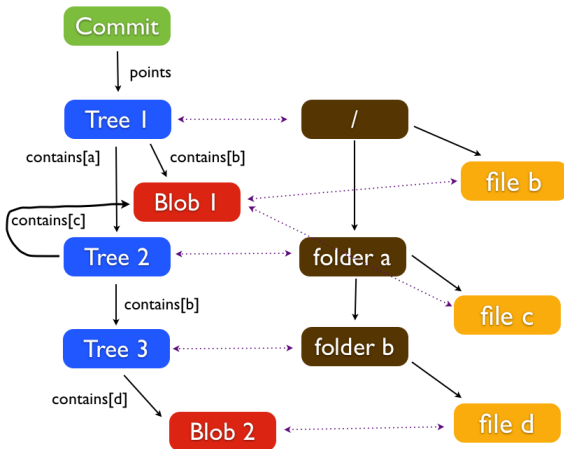 Commit
points
Tree 1
/
contains[a]
contains[b]
file b
Blob 1
contains[c]
Tree 2
folder a
contains[b]
file c
Tree 3
folder b
contains[d]
Blob 2
file d